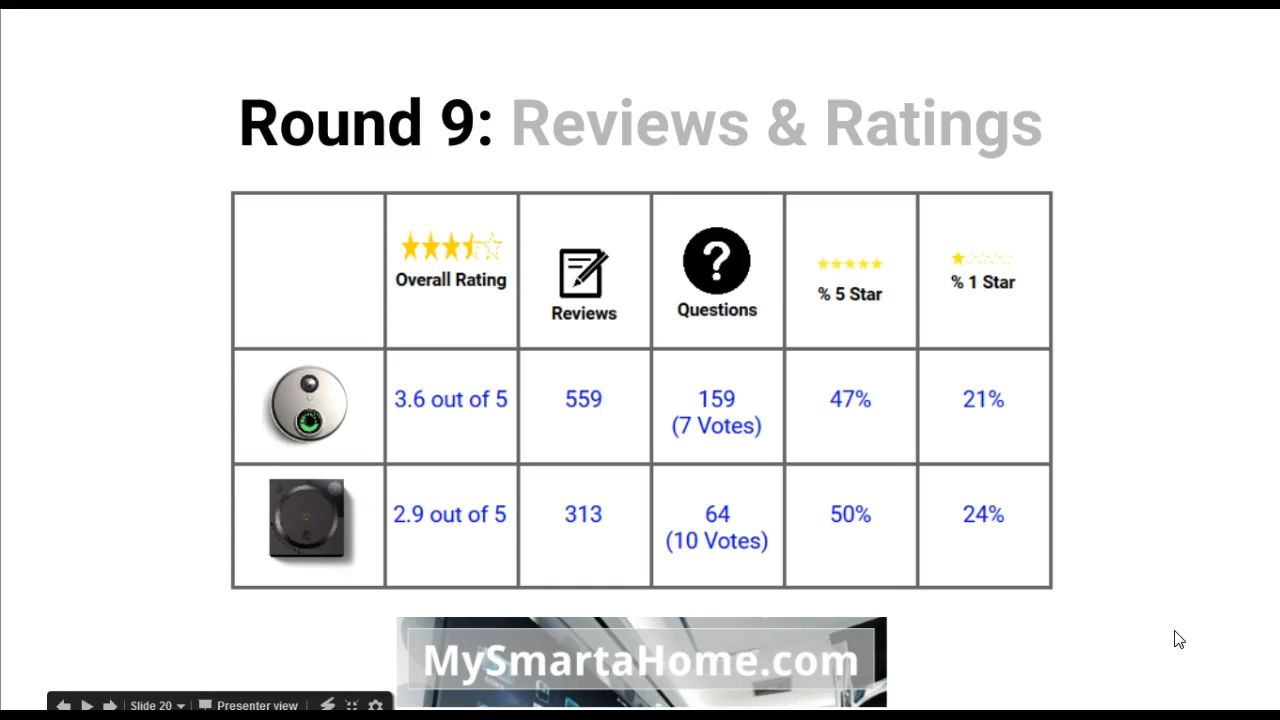 Round 9: Reviews & Ratings
Overall Rating
Reviews
Questions
% 5 Star
% 1 Star
3.6 out of 5
559
159
(7 Votes)
47%
21%
2.9 out of 5
313
64
(10 Votes)
50%
24%
MySmartaHome.com
Slide 20
Presenter view